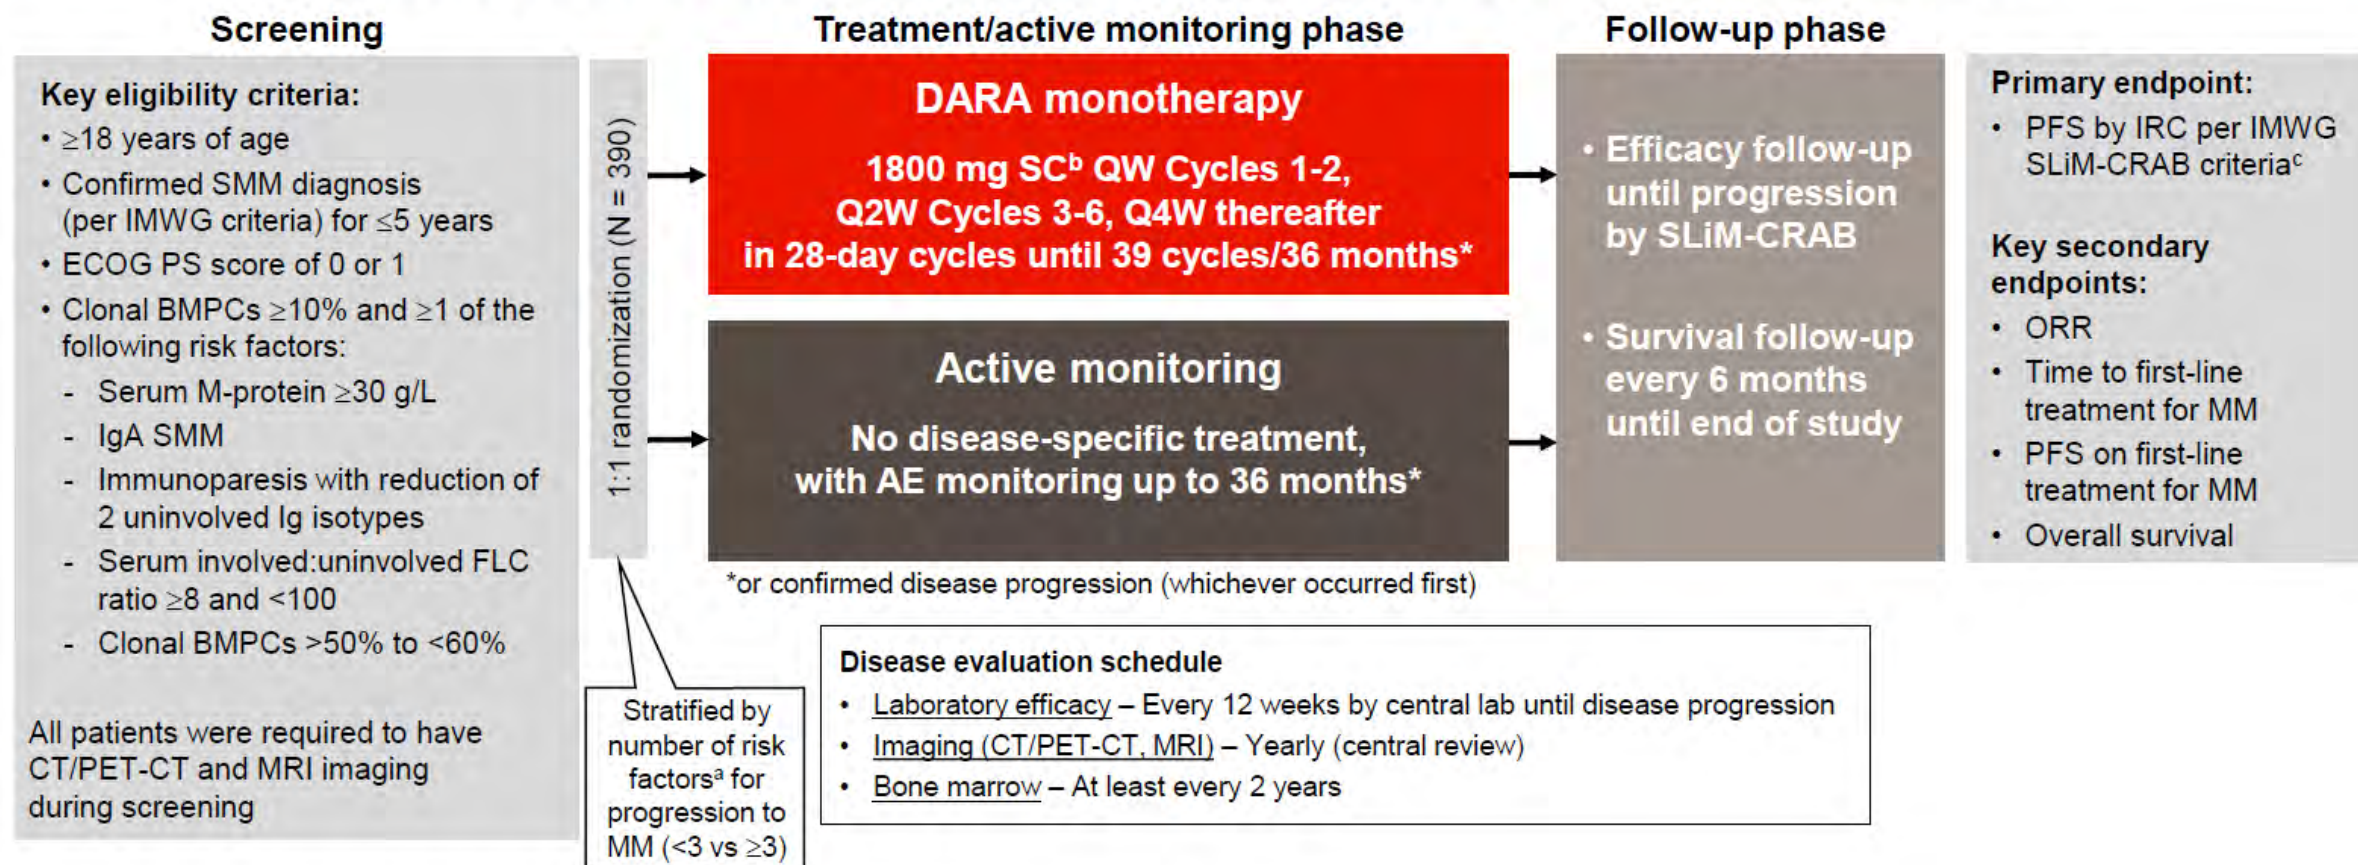 Screening
Key eligibility criteria:
• ≥18 years of age
• Confirmed SMM diagnosis
(per IMWG criteria) for ≤5 years
• ECOG PS score of 0 or 1
• Clonal BMPCs ≥10% and ≥1 of the
following risk factors:
- Serum M-protein ≥30 g/L
- IgA SMM
- Immunoparesis with reduction of
2 uninvolved Ig isotypes
- Serum involved:uninvolved FLC
ratio ≥8 and <100
- Clonal BMPCs >50% to <60%
All patients were required to have
CT/PET-CT and MRI imaging
during screening
1:1 randomization (N = 390)
Stratified by
number of risk
factorsᵃ for
progression to
MM (<3 vs ≥3)
Treatment/active monitoring phase
DARA monotherapy
1800 mg SCᵇ QW Cycles 1-2,
Q2W Cycles 3-6, Q4W thereafter
in 28-day cycles until 39 cycles/36 months*
Active monitoring
No disease-specific treatment,
with AE monitoring up to 36 months*
*or confirmed disease progression (whichever occurred first)
Disease evaluation schedule
• Laboratory efficacy – Every 12 weeks by central lab until disease progression
• Imaging (CT/PET-CT, MRI) – Yearly (central review)
• Bone marrow – At least every 2 years
Follow-up phase
• Efficacy follow-up
until progression
by SLiM-CRAB
• Survival follow-up
every 6 months
until end of study
Primary endpoint:
• PFS by IRC per IMWG
SLiM-CRAB criteriaᶜ
Key secondary
endpoints:
• ORR
• Time to first-line
treatment for MM
• PFS on first-line
treatment for MM
• Overall survival